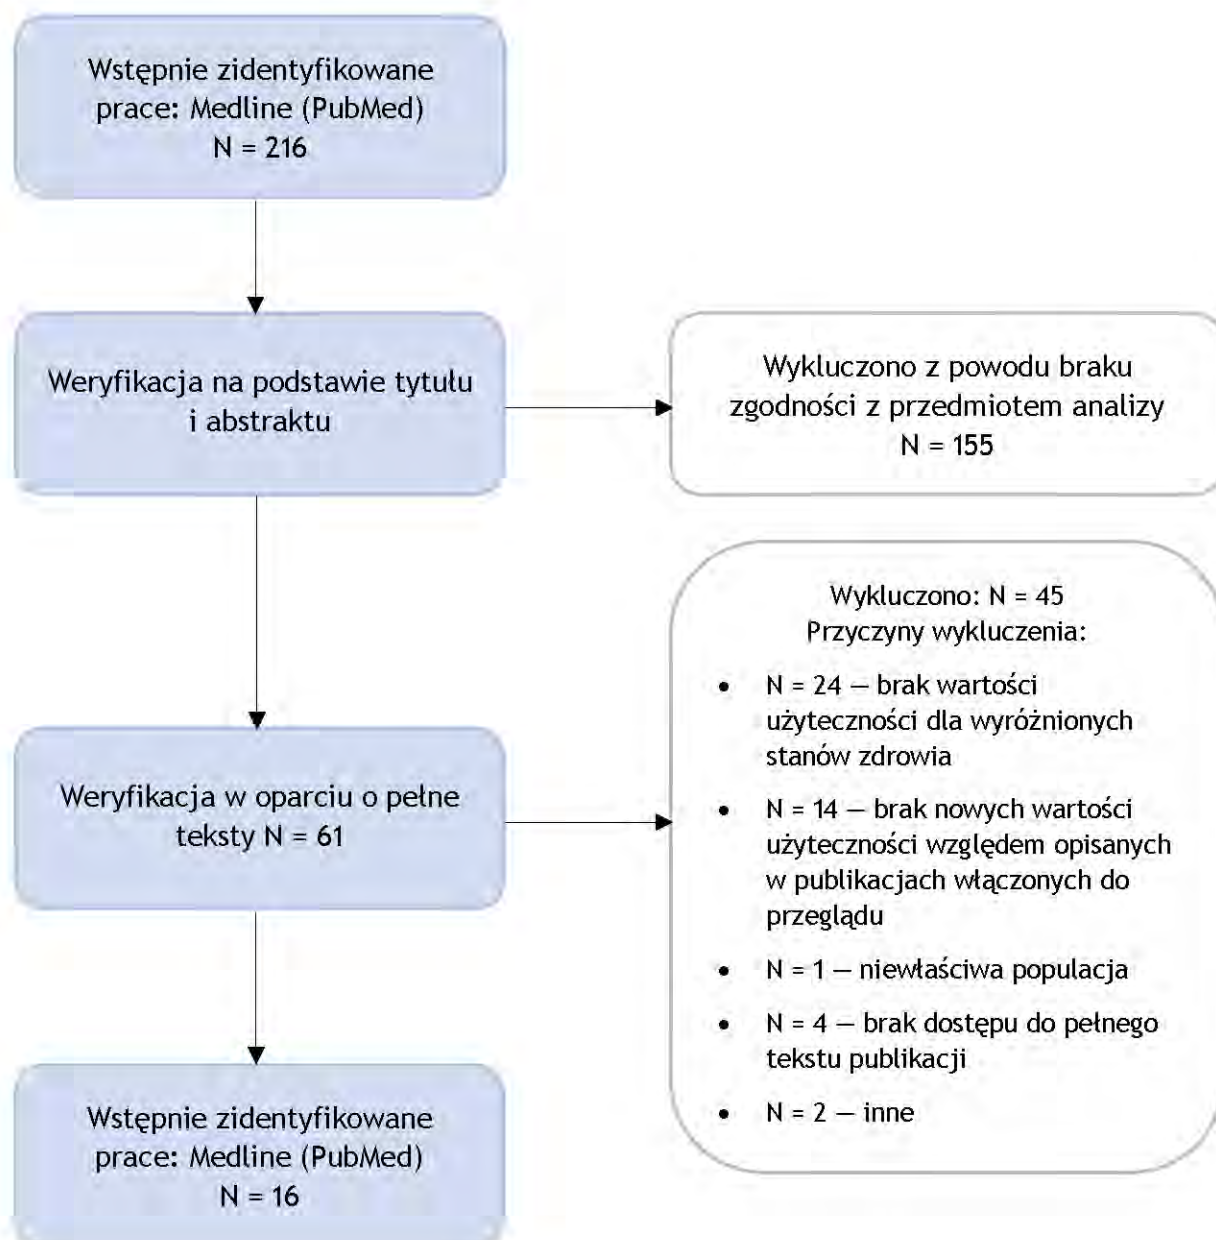 Wstępnie zidentyfikowane
prace: Medline (PubMed)
N = 216
Weryfikacja na podstawie tytułu
i abstraktu
Wykluczono z powodu braku
zgodności z przedmiotem analizy
N = 155
Weryfikacja w oparciu o pełne
teksty N = 61
Wykluczono: N = 45
Przyczyny wykluczenia:
• N = 24 — brak wartości
użyteczności dla wyróżnionych
stanów zdrowia
• N = 14 — brak nowych wartości
użyteczności względem opisanych
w publikacjach włączonych do
przeglądu
• N = 1 — niewłaściwa populacja
• N = 4 — brak dostępu do pełnego
tekstu publikacji
• N = 2 — inne
Wstępnie zidentyfikowane
prace: Medline (PubMed)
N = 16